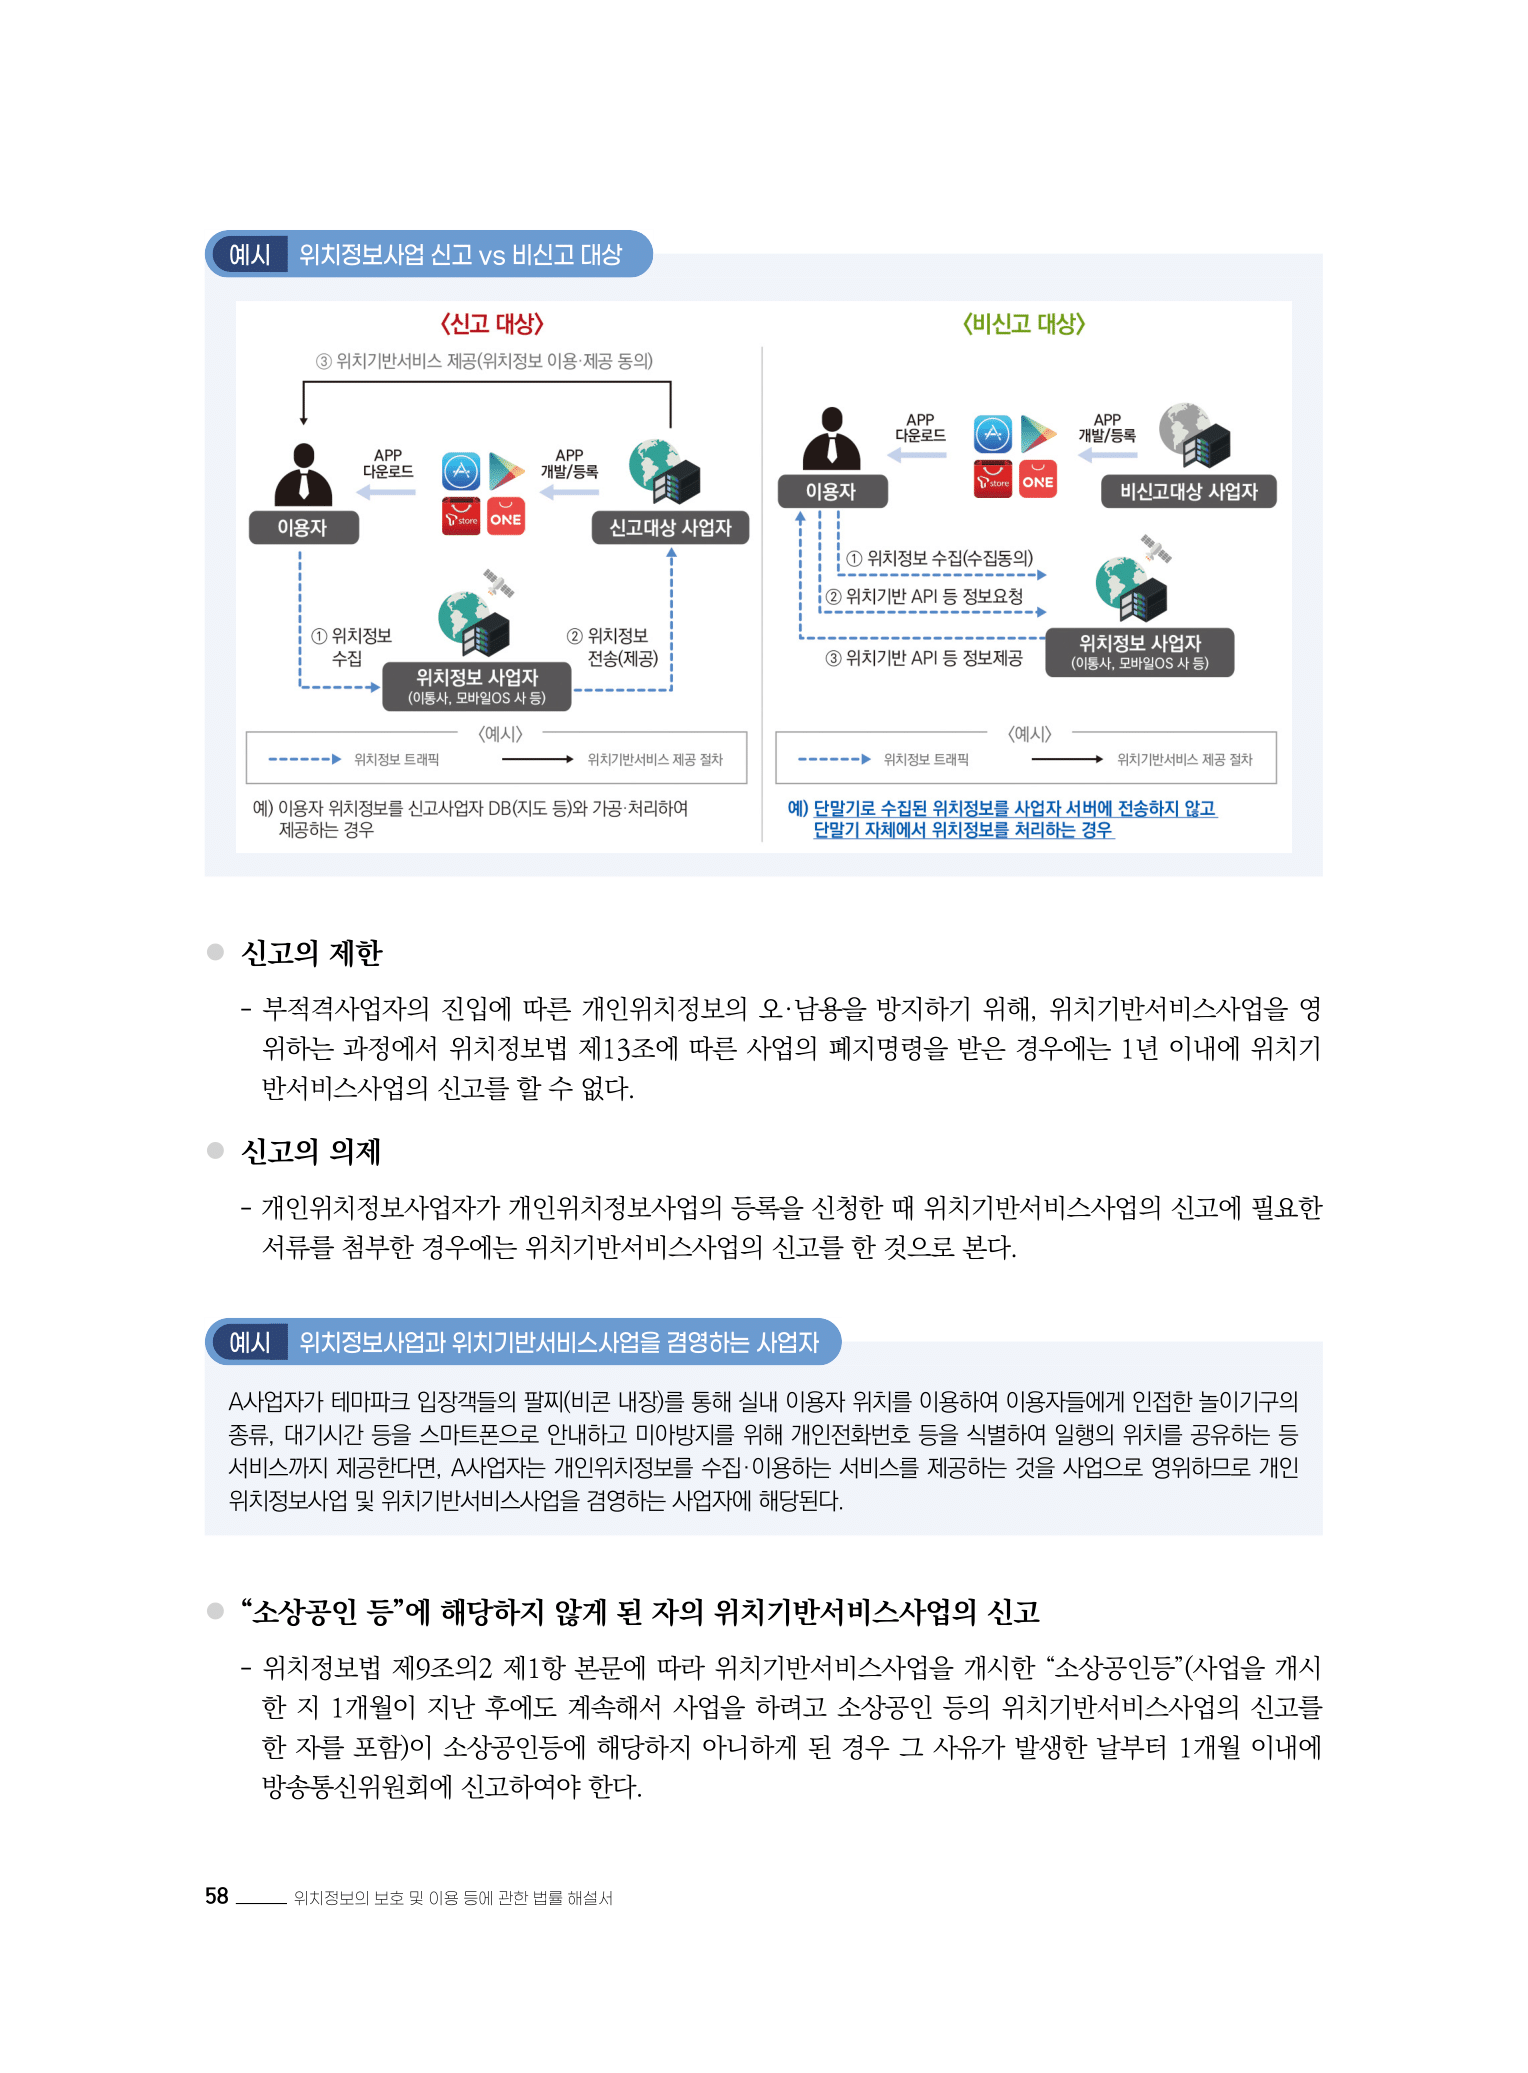 예시 위치정보사업 신고 vs 비신고 대상
〈신고 대상〉
③ 위치기반서비스 제공(위치정보 이용·제공 동의)
APP
다운로드
APP
개발/등록
store
ONE
이용자
신고대상 사업자
① 위치정보
수집
② 위치정보
전송(제공)
위치정보 사업자
(이통사, 모바일OS 사 등)
〈예시〉
위치정보 트래픽
위치기반서비스 제공 절차
예) 이용자 위치정보를 신고사업자 DB(지도 등)와 가공·처리하여
제공하는 경우
〈비신고 대상〉
APP
다운로드
APP
개발/등록
store
ONE
이용자
비신고대상 사업자
① 위치정보 수집(수집동의)
② 위치기반 API 등 정보요청
③ 위치기반 API 등 정보제공
위치정보 사업자
(이통사, 모바일OS 사 등)
〈예시〉
위치정보 트래픽
위치기반서비스 제공 절차
예) 단말기로 수집된 위치정보를 사업자 서버에 전송하지 않고
단말기 자체에서 위치정보를 처리하는 경우
● 신고의 제한
- 부적격사업자의 진입에 따른 개인위치정보의 오·남용을 방지하기 위해, 위치기반서비스사업을 영
위하는 과정에서 위치정보법 제13조에 따른 사업의 폐지명령을 받은 경우에는 1년 이내에 위치기
반서비스사업의 신고를 할 수 없다.
● 신고의 의제
- 개인위치정보사업자가 개인위치정보사업의 등록을 신청한 때 위치기반서비스사업의 신고에 필요한
서류를 첨부한 경우에는 위치기반서비스사업의 신고를 한 것으로 본다.
예시 위치정보사업과 위치기반서비스사업을 겸영하는 사업자
A사업자가 테마파크 입장객들의 팔찌(비콘 내장)를 통해 실내 이용자 위치를 이용하여 이용자들에게 인접한 놀이기구의
종류, 대기시간 등을 스마트폰으로 안내하고 미아방지를 위해 개인전화번호 등을 식별하여 일행의 위치를 공유하는 등
서비스까지 제공한다면, A사업자는 개인위치정보를 수집·이용하는 서비스를 제공하는 것을 사업으로 영위하므로 개인
위치정보사업 및 위치기반서비스사업을 겸영하는 사업자에 해당된다.
● “소상공인 등”에 해당하지 않게 된 자의 위치기반서비스사업의 신고
- 위치정보법 제9조의2 제1항 본문에 따라 위치기반서비스사업을 개시한 “소상공인등”(사업을 개시
한 지 1개월이 지난 후에도 계속해서 사업을 하려고 소상공인 등의 위치기반서비스사업의 신고를
한 자를 포함)이 소상공인등에 해당하지 아니하게 된 경우 그 사유가 발생한 날부터 1개월 이내에
방송통신위원회에 신고하여야 한다.
58 위치정보의 보호 및 이용 등에 관한 법률 해설서